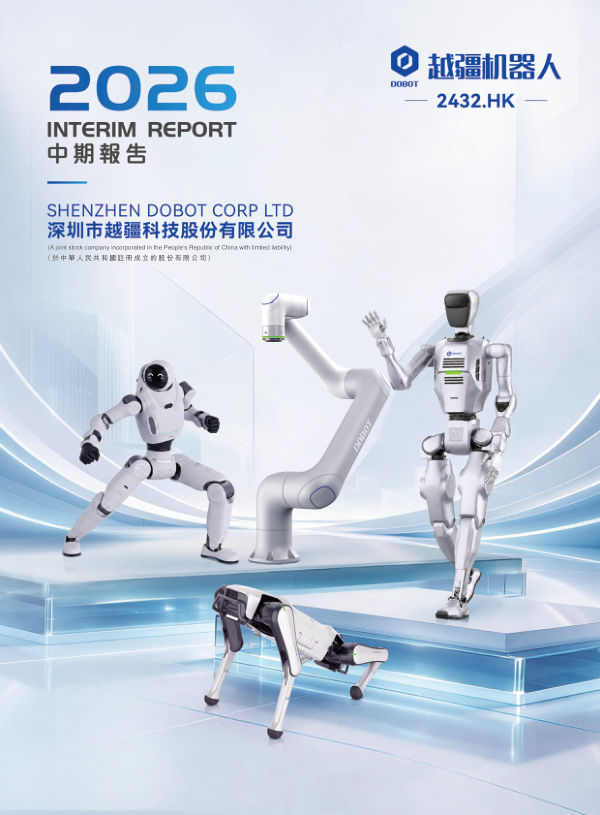 2026
INTERIM REPORT
中期報告
DOBOT
越疆机器人
2432.HK
SHENZHEN DOBOT CORP LTD
深圳市越疆科技股份有限公司
(A joint stock company incorporated in the People's Republic of China with limited liability)
(於中華人民共和國註冊成立的股份有限公司)
DOBOT